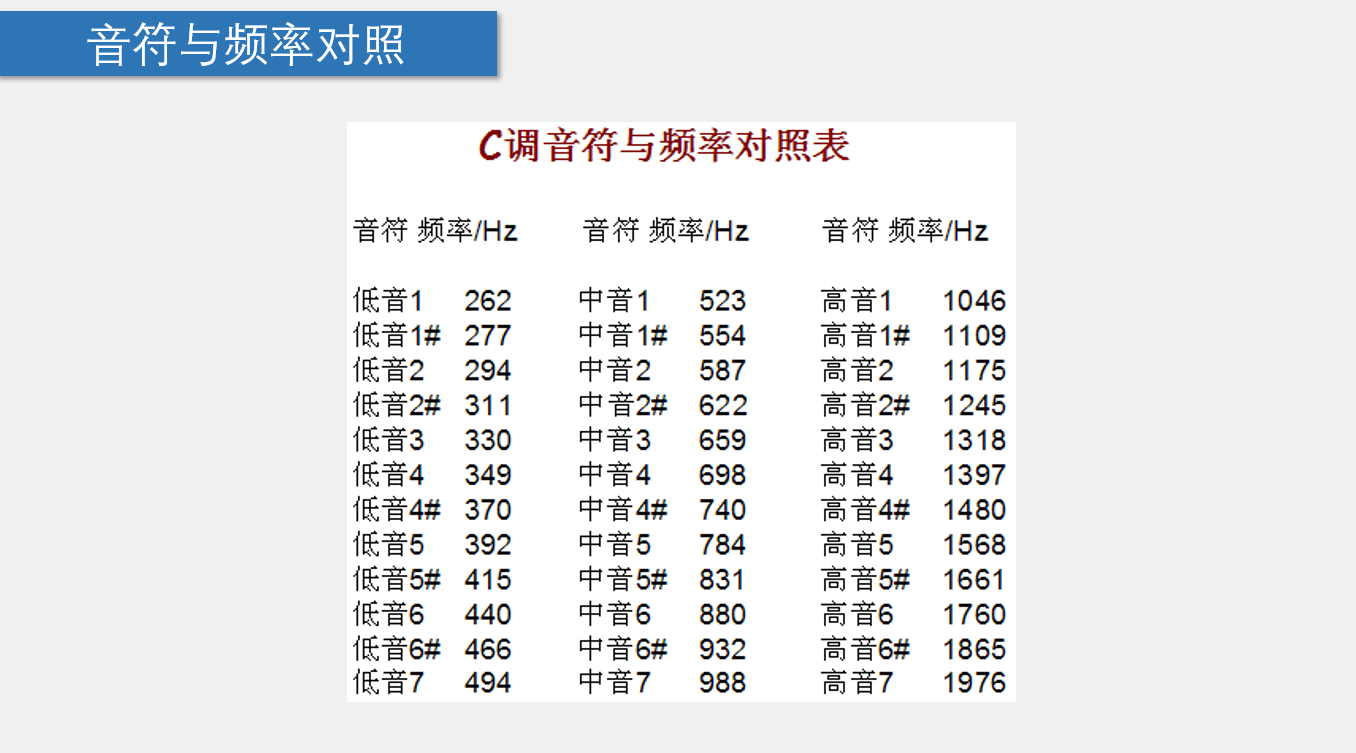 音符与频率对照
C调音符与频率对照表
音符 频率/Hz 音符 频率/Hz 音符 频率/Hz
低音1 262 中音1 523 高音1 1046
低音1# 277 中音1# 554 高音1# 1109
低音2 294 中音2 587 高音2 1175
低音2# 311 中音2# 622 高音2# 1245
低音3 330 中音3 659 高音3 1318
低音4 349 中音4 698 高音4 1397
低音4# 370 中音4# 740 高音4# 1480
低音5 392 中音5 784 高音5 1568
低音5# 415 中音5# 831 高音5# 1661
低音6 440 中音6 880 高音6 1760
低音6# 466 中音6# 932 高音6# 1865
低音7 494 中音7 988 高音7 1976